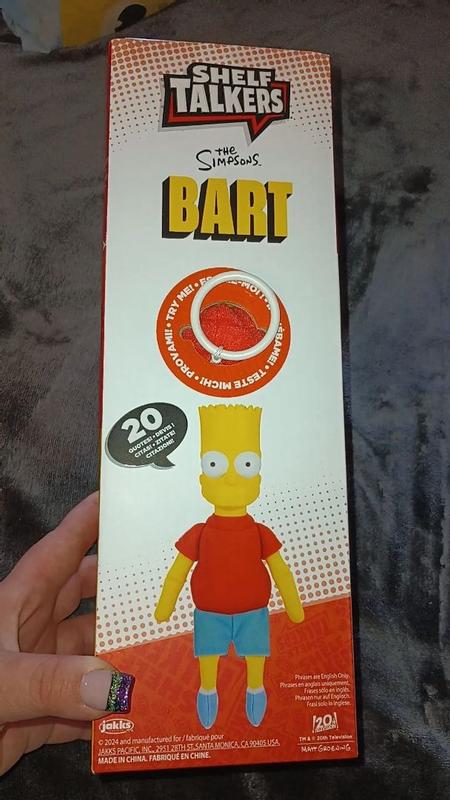 SHELF
TALKERS
THE
SIMPSONS
BART
TRY ME! • PROVAMI! • TESTE MICH!
20
QUOTES! • DEVIS!
CITAS! • ZITATE!
CITAZIONI!
Phrases are English Only.
Phrases en anglais uniquement.
Frases sólo en inglés.
Phrasen nur auf Englisch.
Frasi solo in inglese.
jakks
20th
TELEVISION
© 2024 and manufactured for / fabriqué pour
JAKKS PACIFIC, INC., 2951 28TH ST., SANTA MONICA, CA 90405 USA.
MADE IN CHINA. FABRIQUÉ EN CHINE.
TM & © 20th Television
MATT GROENING